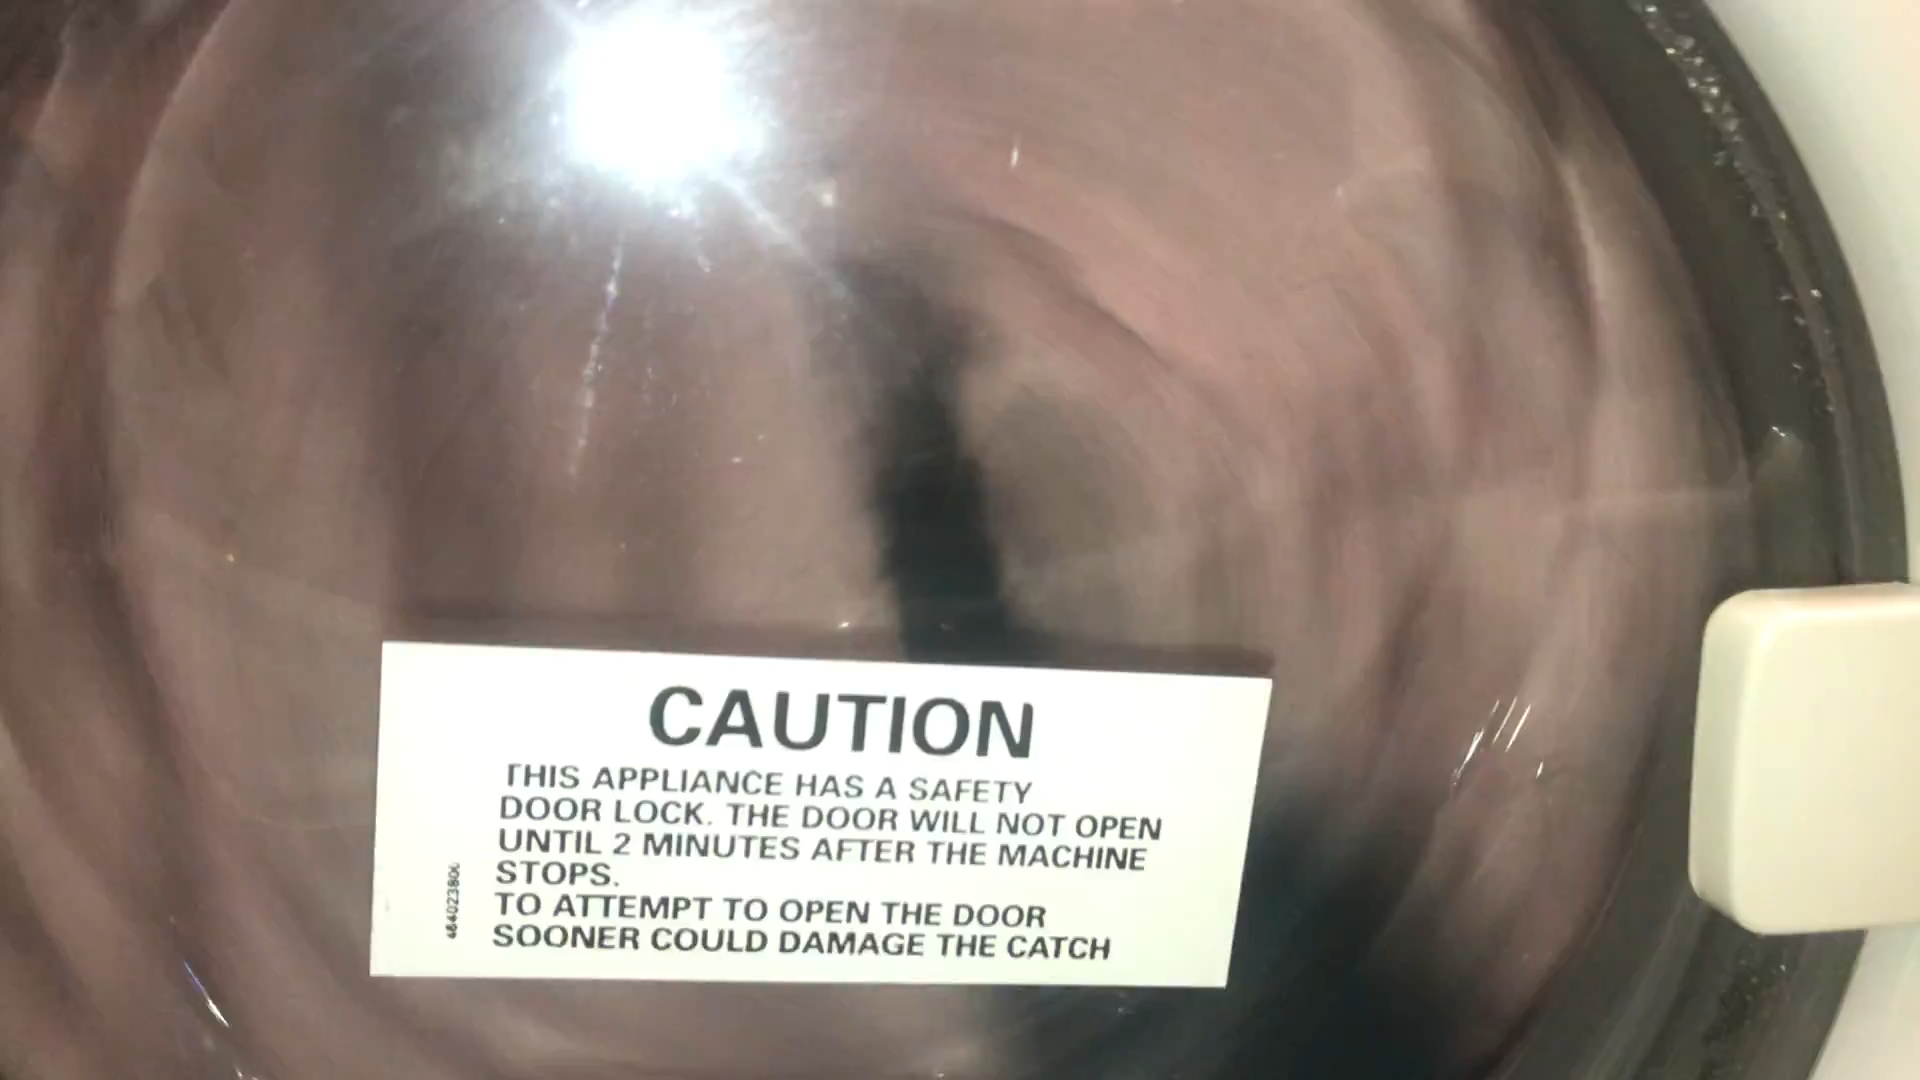 CAUTION
THIS APPLIANCE HAS A SAFETY
DOOR LOCK. THE DOOR WILL NOT OPEN
UNTIL 2 MINUTES AFTER THE MACHINE
STOPS.
TO ATTEMPT TO OPEN THE DOOR
SOONER COULD DAMAGE THE CATCH